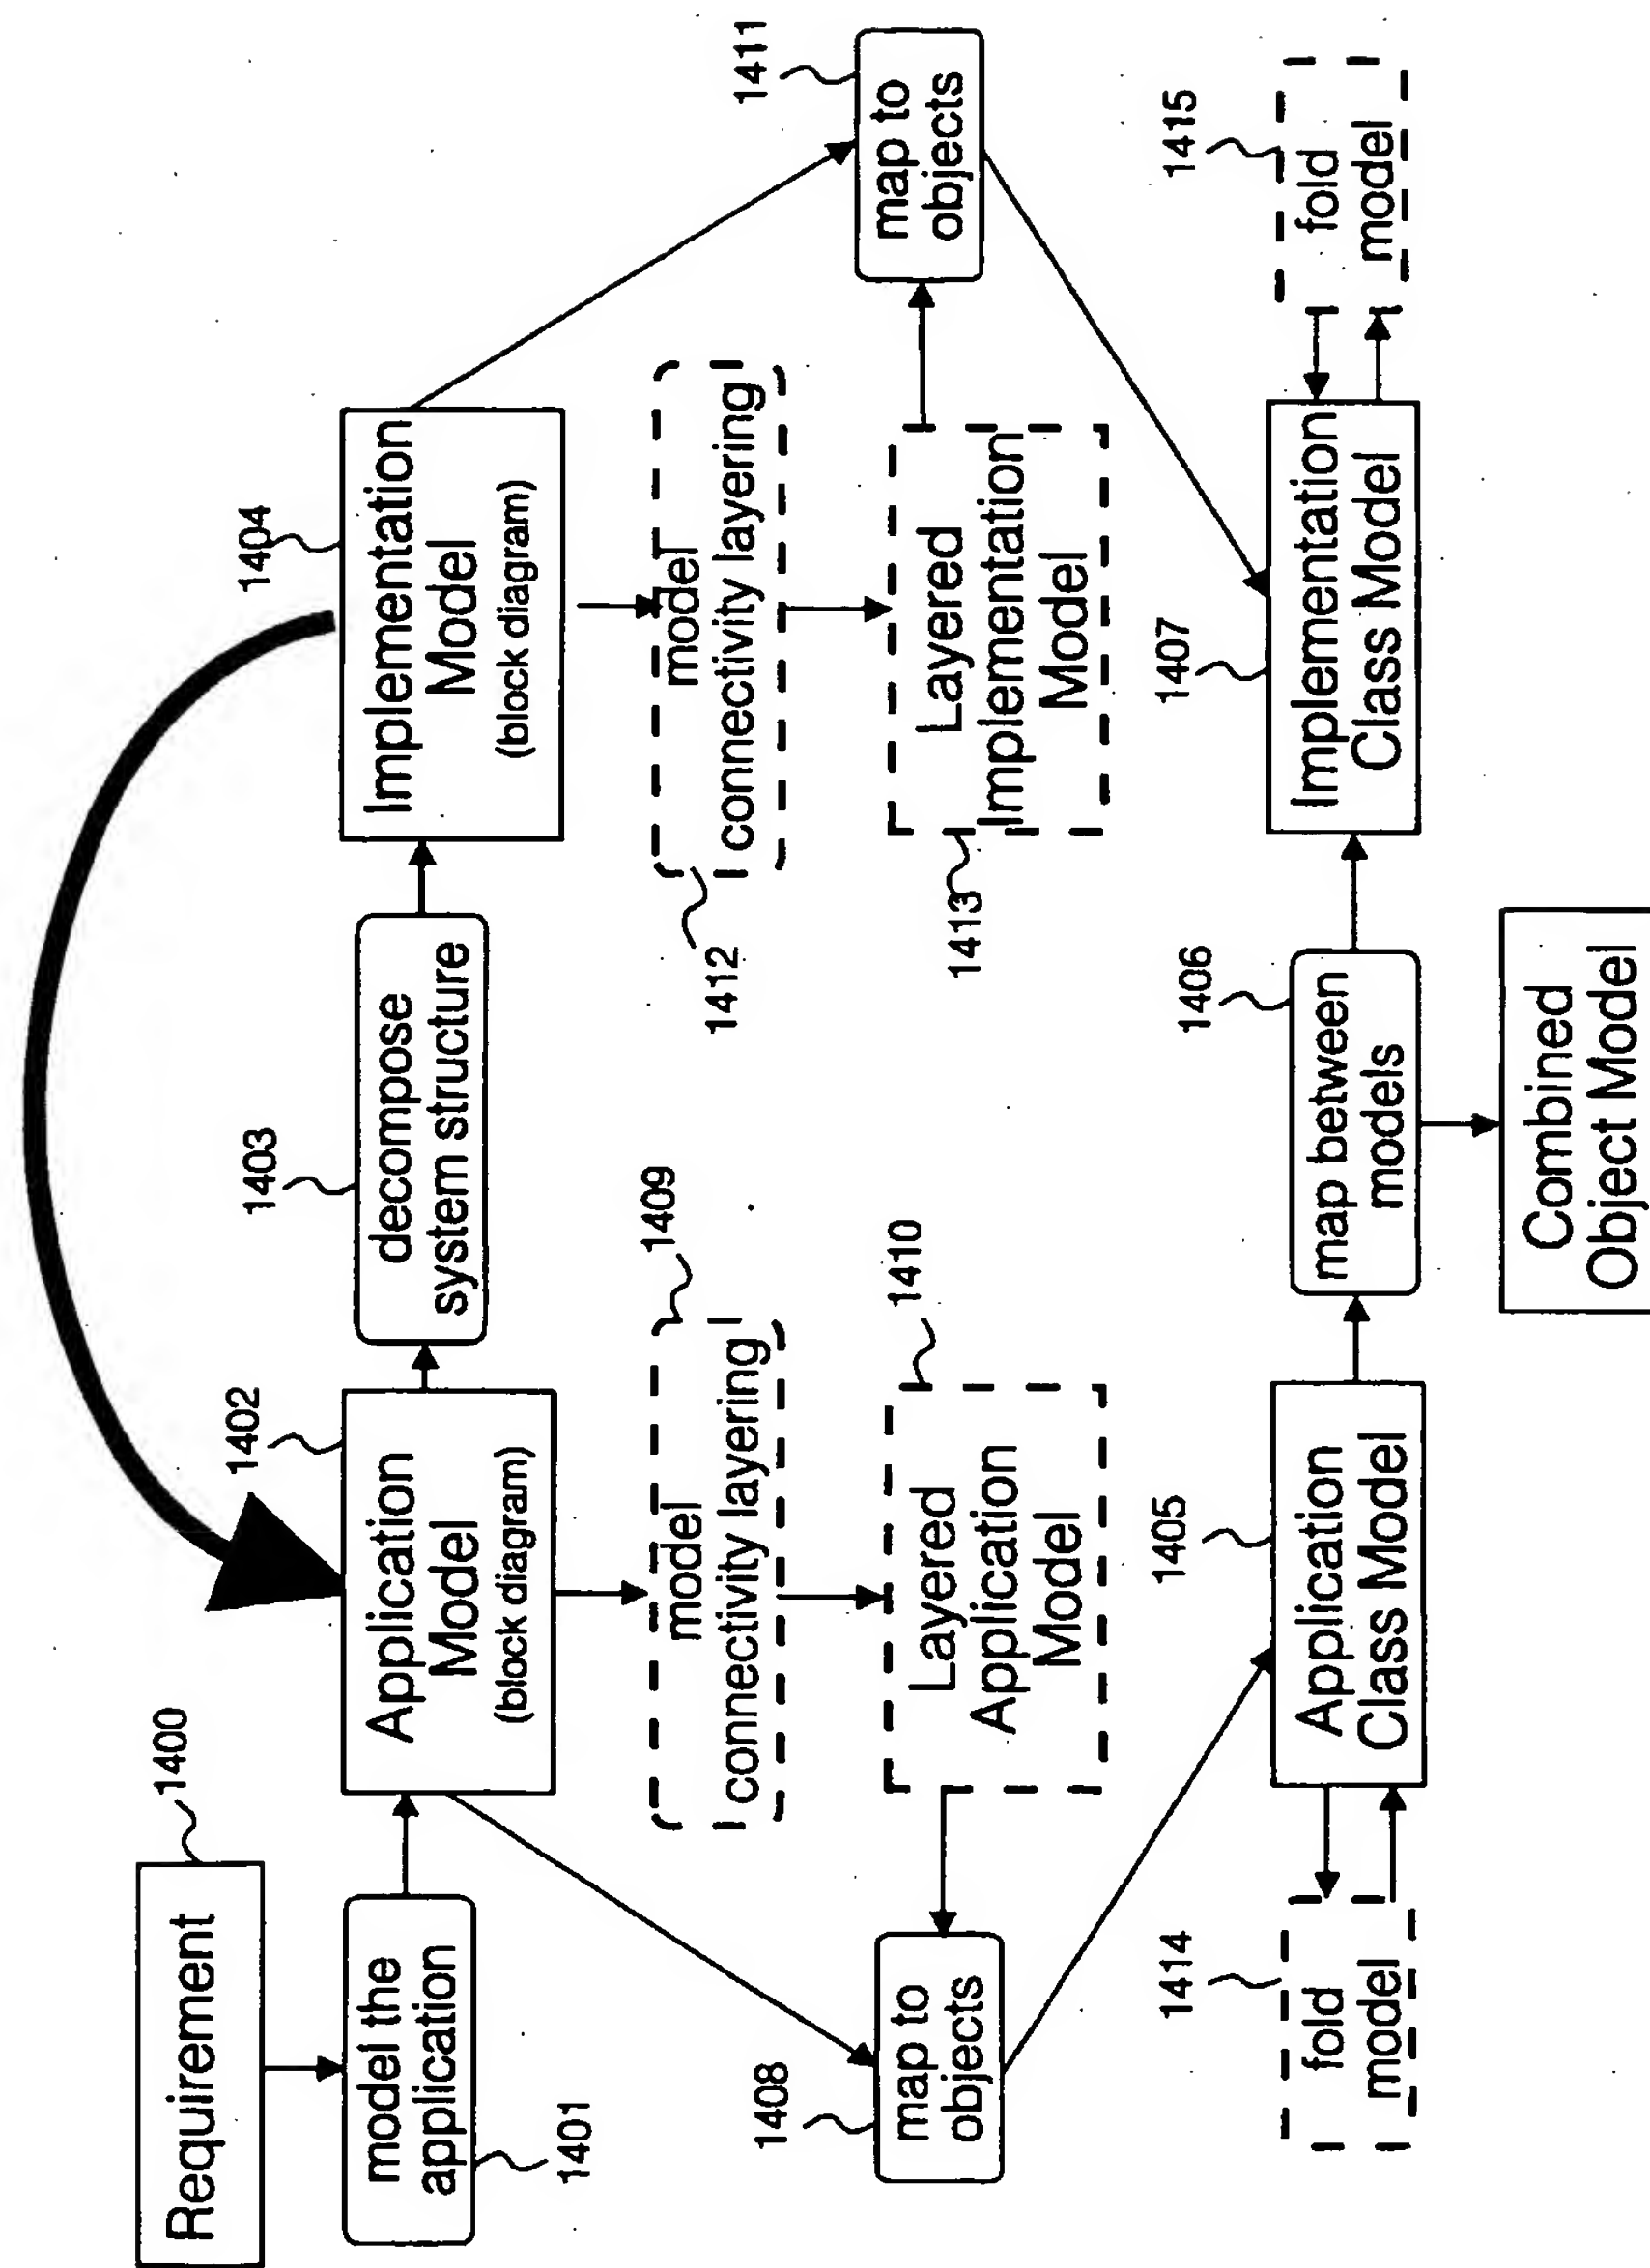 1400
Requirement
1401
model the
application
1402
Application
Model
(block diagram)
1403
decompose
system structure
1404
Implementation
Model
(block diagram)
1409
model
connectivity layering
1412
model
connectivity layering
1408
map to
objects
1410
Layered
Application
Model
1413
Layered
Implementation
Model
1411
map to
objects
1414
fold
model
1405
Application
Class Model
1406
map between
models
1407
Implementation
Class Model
1415
fold
model
Combined
Object Model